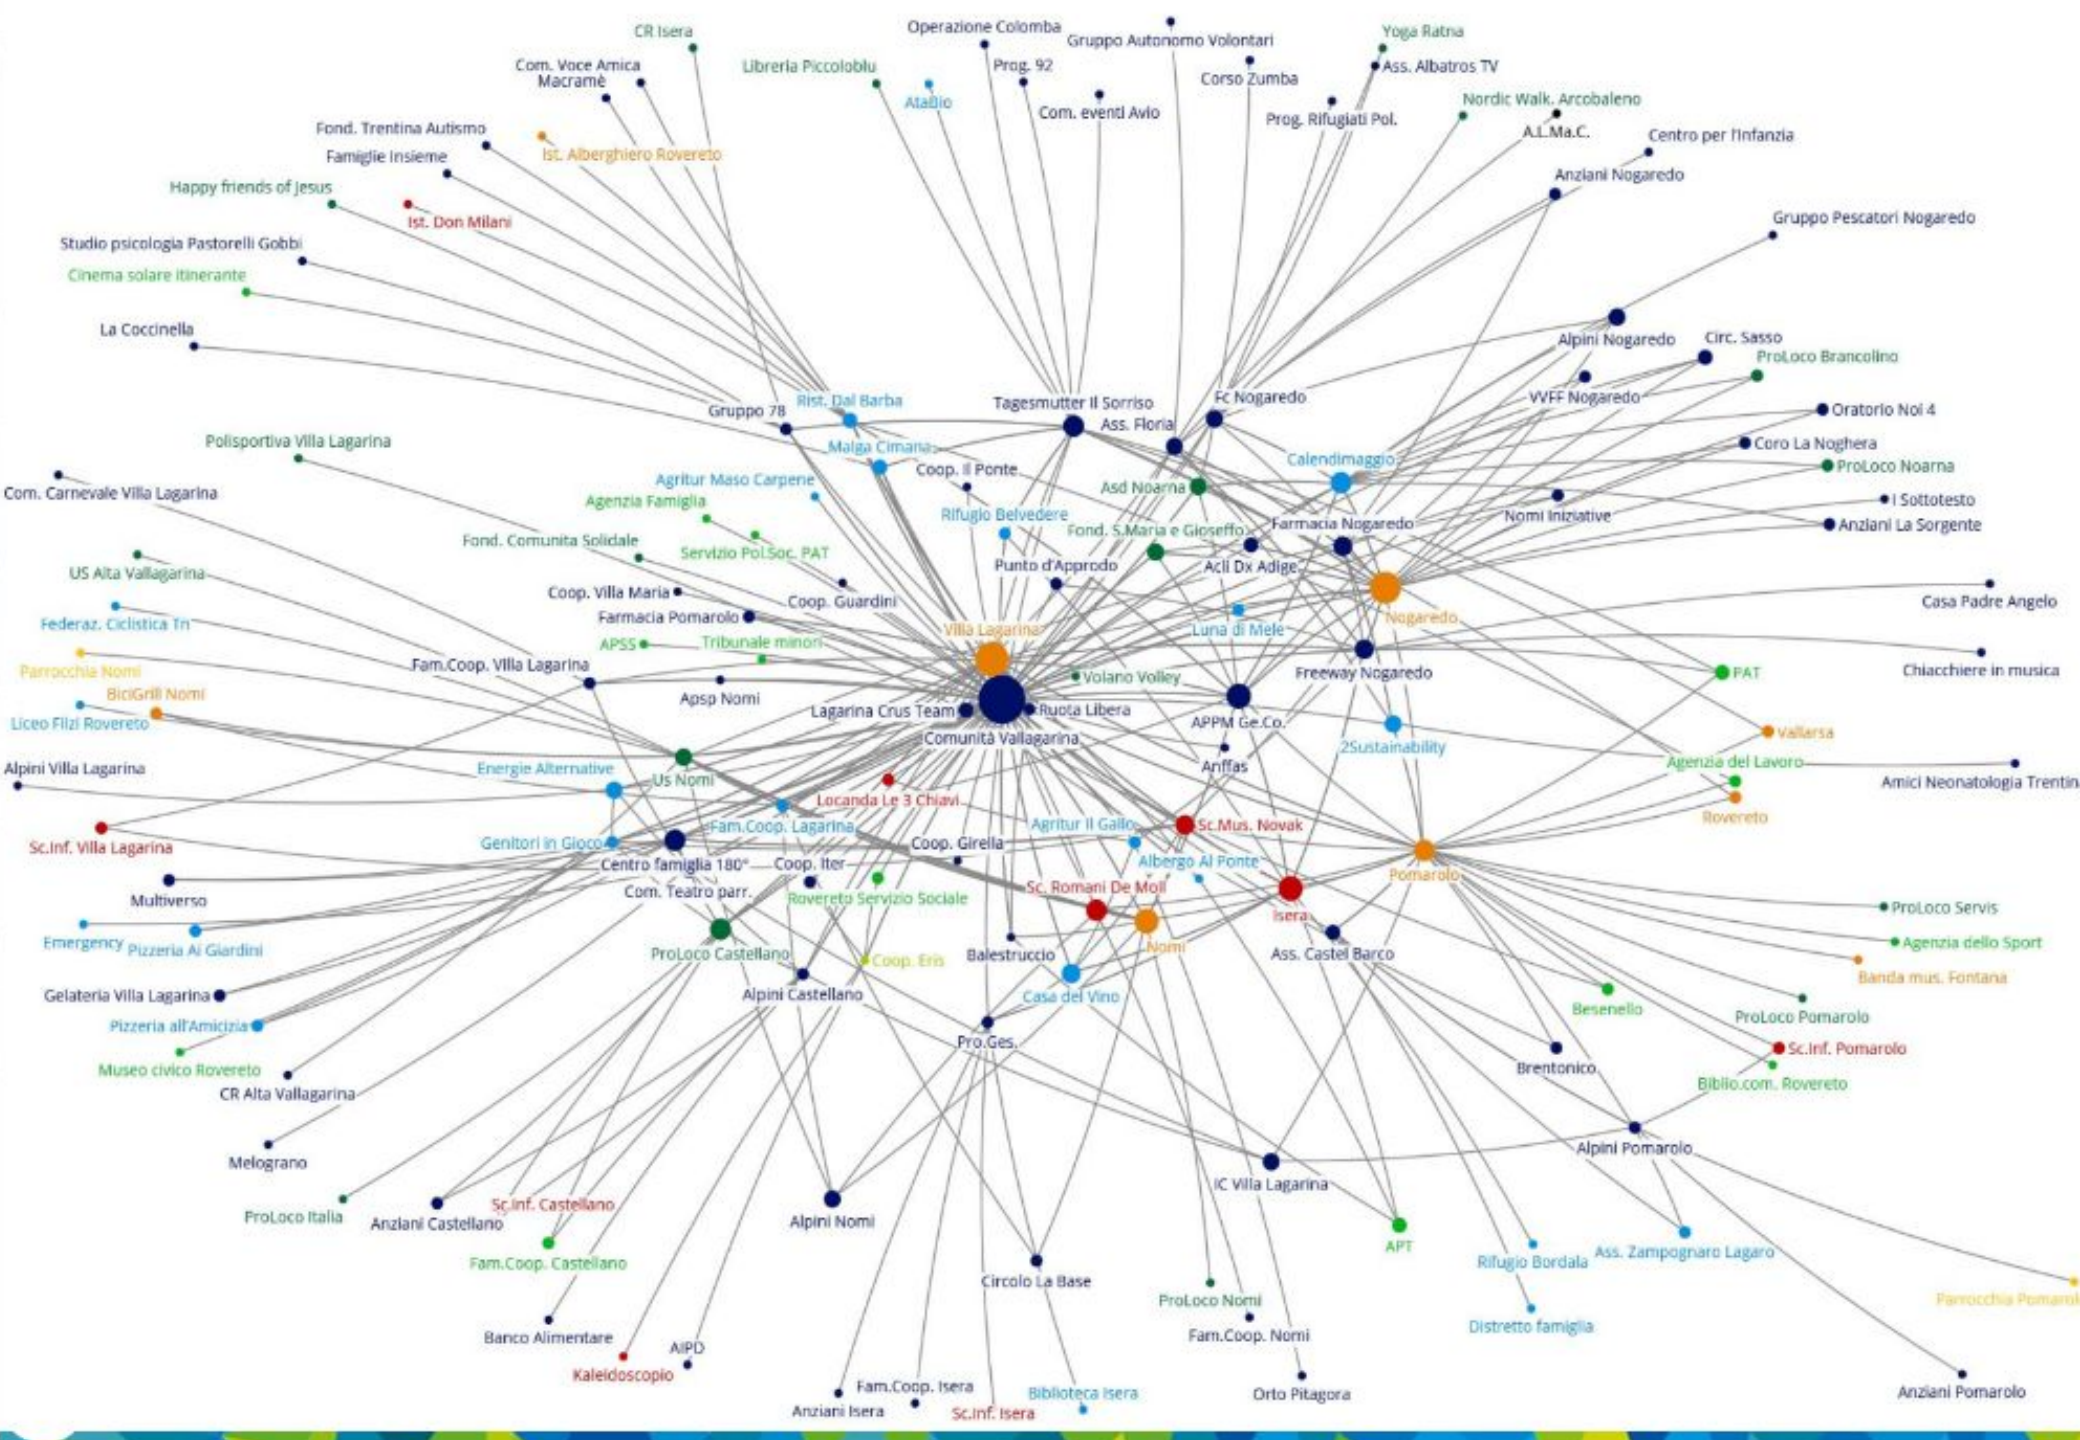 CR Isera
Operazione Colomba
Gruppo Autonomo Volontari
Yoga Ratna
Com. Voce Amica
Libreria Piccoloblu
Prog. 92
Ass. Albatros TV
Macramè
Corso Zumba
AtaBio
Com. eventi Avio
Prog. Rifugiati Pol.
Nordic Walk. Arcobaleno
A.L.Ma.C.
Centro per l'Infanzia
Fond. Trentina Autismo
Famiglie Insieme
Ist. Alberghiero Rovereto
Anziani Nogaredo
Happy friends of Jesus
Ist. Don Milani
Gruppo Pescatori Nogaredo
Studio psicologia Pastorelli Gobbi
Cinema solare itinerante
La Coccinella
Alpini Nogaredo
Circ. Sasso
ProLoco Brancolino
Gruppo 78
Rist. Dal Barba
Tagesmutter Il Sorriso
Fc Nogaredo
VVFF Nogaredo
Oratorio Noi 4
Ass. Floria
Polisportiva Villa Lagarina
Malga Cimana
Coro La Noghera
Coop. Il Ponte
Calendimaggio
ProLoco Noarna
Com. Carnevale Villa Lagarina
Agritur Maso Carpene
Asd Noarna
Agenzia Famiglia
I Sottotesto
Rifugio Belvedere
Nomi Iniziative
Fond. S.Maria e Gioseffo
Farmacia Nogaredo
Anziani La Sorgente
Fond. Comunita Solidale
Servizio Pol.Soc. PAT
Punto d'Approdo
Acli Dx Adige
US Alta Vallagarina
Coop. Villa Maria
Coop. Guardini
Casa Padre Angelo
Farmacia Pomarolo
Federaz. Ciclistica Tn
Villa Lagarina
Luna di Mele
Nogaredo
APSS
Tribunale minori
Parrocchia Nomi
Fam.Coop. Villa Lagarina
Volano Volley
Freeway Nogaredo
PAT
Chiacchiere in musica
BiciGrill Nomi
Apsp Nomi
Liceo Filzi Rovereto
Lagarina Crus Team
Ruota Libera
APPM Ge.Co.
Comunità Vallagarina
2Sustainability
Vallarsa
Alpini Villa Lagarina
Energie Alternative
Us Nomi
Anffas
Agenzia del Lavoro
Amici Neonatologia Trentin
Locanda Le 3 Chiavi
Rovereto
Fam.Coop. Lagarina
Agritur Il Gallo
Sc.Mus. Novak
Sc.Inf. Villa Lagarina
Genitori in Gioco
Coop. Girella
Centro famiglia 180°
Coop. Iter
Albergo Al Ponte
Pomarolo
Multiverso
Com. Teatro parr.
Rovereto Servizio Sociale
Sc. Romani De Moll
Isera
ProLoco Servis
Emergency
Pizzeria Ai Giardini
ProLoco Castellano
Coop. Eris
Balestruccio
Nomi
Ass. Castel Barco
Agenzia dello Sport
Banda mus. Fontana
Gelateria Villa Lagarina
Alpini Castellano
Casa del Vino
Besenello
ProLoco Pomarolo
Pizzeria all'Amicizia
Pro.Ges.
Sc.Inf. Pomarolo
Museo civico Rovereto
Brentonico
Biblio.com. Rovereto
CR Alta Vallagarina
Melograno
Alpini Pomarolo
IC Villa Lagarina
ProLoco Italia
Anziani Castellano
Sc.Inf. Castellano
Alpini Nomi
Fam.Coop. Castellano
APT
Rifugio Bordala
Ass. Zampognaro Lagaro
Circolo La Base
ProLoco Nomi
Parrocchia Pomarol
Banco Alimentare
Fam.Coop. Nomi
Distretto famiglia
AIPD
Kaleidoscopio
Fam.Coop. Isera
Biblioteca Isera
Orto Pitagora
Anziani Pomarolo
Anziani Isera
Sc.Inf. Isera